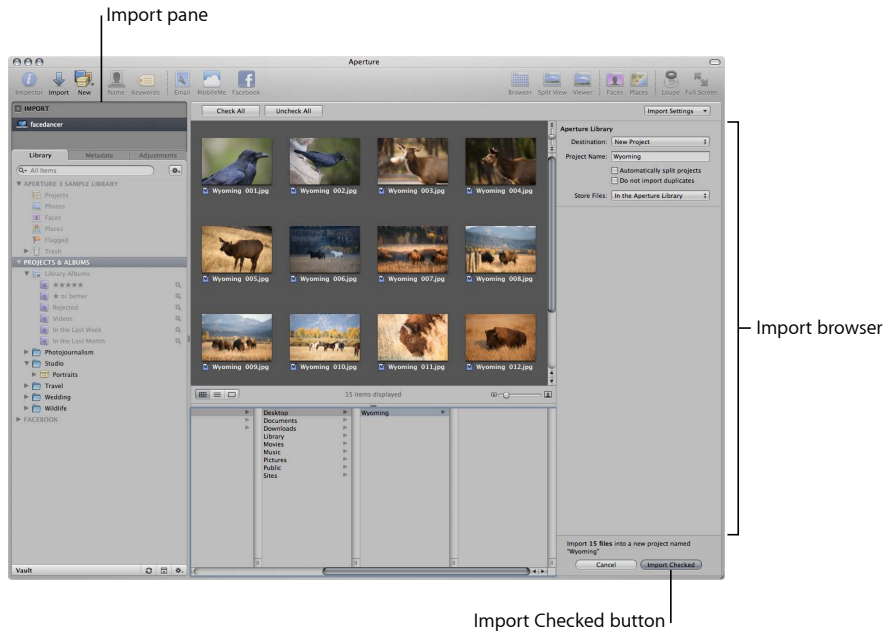 Import pane
Aperture
Inspector Import New Name Keywords Email MobileMe Facebook Browser Split View Viewer Faces Places Loupe Full Screen
IMPORT
facedancer
Check All Uncheck All Import Settings
Library Metadata Adjustments
All Items
APERTURE 3 SAMPLE LIBRARY
Projects
Photos
Faces
Places
Flagged
Trash
PROJECTS & ALBUMS
Library Albums
★★★★★
★ or better
Rejected
Videos
In the Last Week
In the Last Month
Photojournalism
Studio
Portraits
Travel
Wedding
Wildlife
FACEBOOK
Vault
Wyoming 001.jpg Wyoming 002.jpg Wyoming 003.jpg Wyoming 004.jpg
Wyoming 005.jpg Wyoming 006.jpg Wyoming 007.jpg Wyoming 008.jpg
Wyoming 009.jpg Wyoming 010.jpg Wyoming 011.jpg Wyoming 012.jpg
15 items displayed
Desktop
Documents
Downloads
Library
Movies
Music
Pictures
Public
Sites
Wyoming
Aperture Library
Destination: New Project
Project Name: Wyoming
Automatically split projects
Do not import duplicates
Store Files: In the Aperture Library
Import 15 files into a new project named
"Wyoming"
Cancel Import Checked
Import browser
Import Checked button